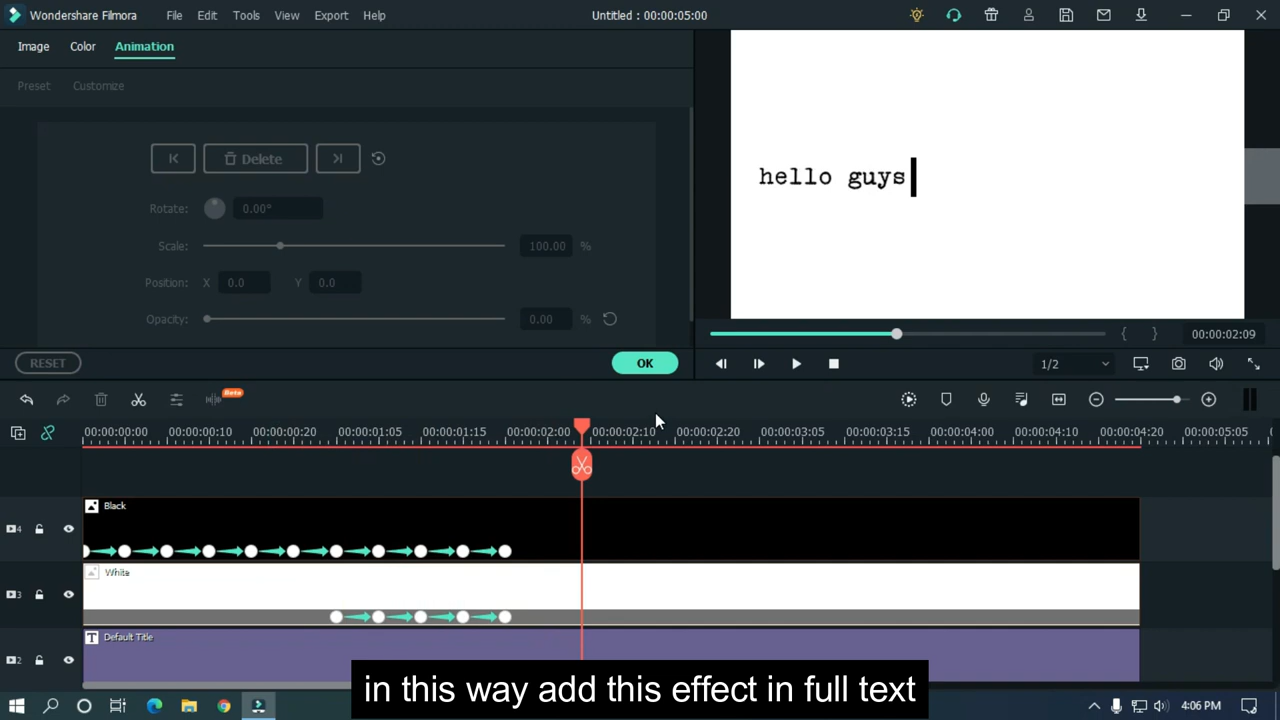 Wondershare Filmora File Edit Tools View Export Help Untitled : 00:00:05:00
Image Color Animation
Preset Customize
Delete
Rotate: 0.00°
Scale: 100.00 %
Position: X 0.0 Y 0.0
Opacity: 0.00 %
RESET OK
hello guys
{ } 00:00:02:09
1/2
Beta
00:00:00:00 00:00:00:10 00:00:00:20 00:00:01:05 00:00:01:15 00:00:02:00 00:00:02:10 00:00:02:20 00:00:03:05 00:00:03:15 00:00:04:00 00:00:04:10 00:00:04:20 00:00:05:05
4 Black
3 White
2 T Default Title
in this way add this effect in full text
4:06 PM